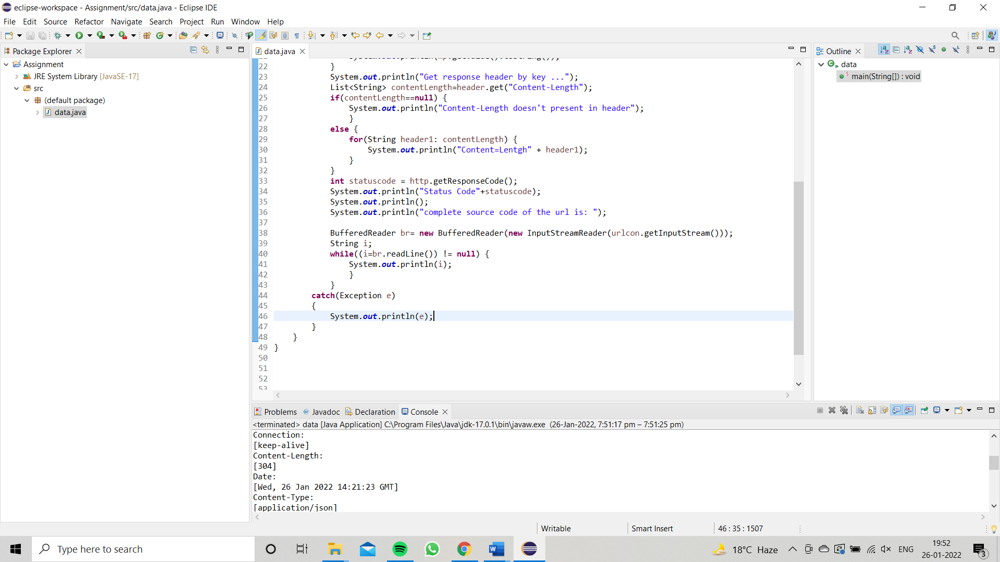 eclipse-workspace - Assignment/src/data.java - Eclipse IDE
File Edit Source Refactor Navigate Search Project Run Window Help
Package Explorer
Assignment
JRE System Library [JavaSE-17]
src
(default package)
data.java
data.java
22 }
23 System.out.println("Get response header by key ...");
24 List<String> contentLength=header.get("Content-Length");
25 if(contentLength==null) {
26 System.out.println("Content-Length doesn't present in header");
27 }
28 else {
29 for(String header1: contentLength) {
30 System.out.println("Content=Lentgh" + header1);
31 }
32 }
33 int statuscode = http.getResponseCode();
34 System.out.println("Status Code"+statuscode);
35 System.out.println();
36 System.out.println("complete source code of the url is: ");
37
38 BufferedReader br= new BufferedReader(new InputStreamReader(urlcon.getInputStream()));
39 String i;
40 while((i=br.readLine()) != null) {
41 System.out.println(i);
42 }
43 }
44 catch(Exception e)
45 {
46 System.out.println(e);
47 }
48 }
49 }
50
51
52
53
Outline
data
main(String[]) : void
Problems @ Javadoc Declaration Console
<terminated> data [Java Application] C:\Program Files\Java\jdk-17.0.1\bin\javaw.exe (26-Jan-2022, 7:51:17 pm – 7:51:25 pm)
Connection:
[keep-alive]
Content-Length:
[304]
Date:
[Wed, 26 Jan 2022 14:21:23 GMT]
Content-Type:
[application/json]
Writable Smart Insert 46 : 35 : 1507
Type here to search
18°C Haze ENG
19:52
26-01-2022
3